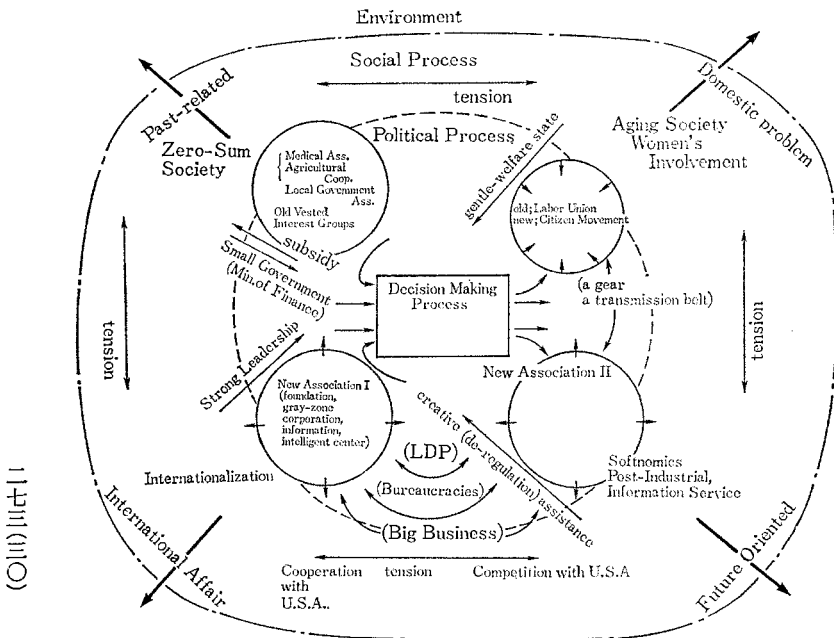 Environment
Social Process
tension
Past-related
Domestic problem
Political Process
Zero-Sum
Society
Aging Society
Women's
Involvement
Medical Ass.
Agricultural
Coop.
Local Government
Ass.
Old Vested
Interest Groups
gentle-welfare state
old; Labor Union
new; Citizen Movement
subsidy
Small Government
(Min. of Finance)
Decision Making
Process
(a gear
a transmission belt)
tension
tension
Strong Leadership
New Association I
(foundation,
gray-zone
corporation,
information,
intelligent center)
New Association II
creative (de-regulation) assistance
(LDP)
(Bureaucracies)
(Big Business)
Internationalization
Softnomics
Post-Industrial,
Information Service
International Affair
Future Oriented
Cooperation
with
U.S.A..
tension
Competition with U.S.A